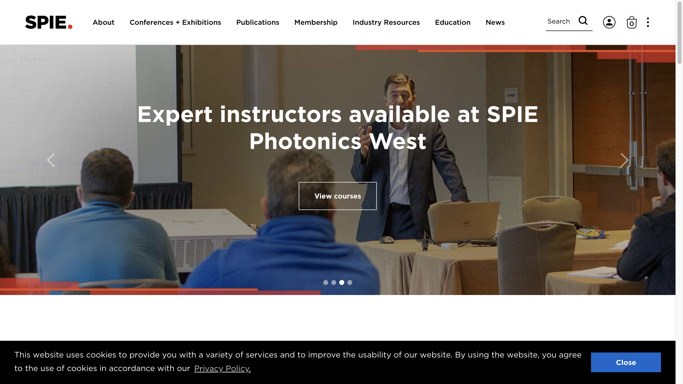 SPIE.
About
Conferences + Exhibitions
Publications
Membership
Industry Resources
Education
News
Search
0
Expert instructors available at SPIE
Photonics West
View courses
This website uses cookies to provide you with a variety of services and to improve the usability of our website. By using the website, you agree
to the use of cookies in accordance with our Privacy Policy.
Close